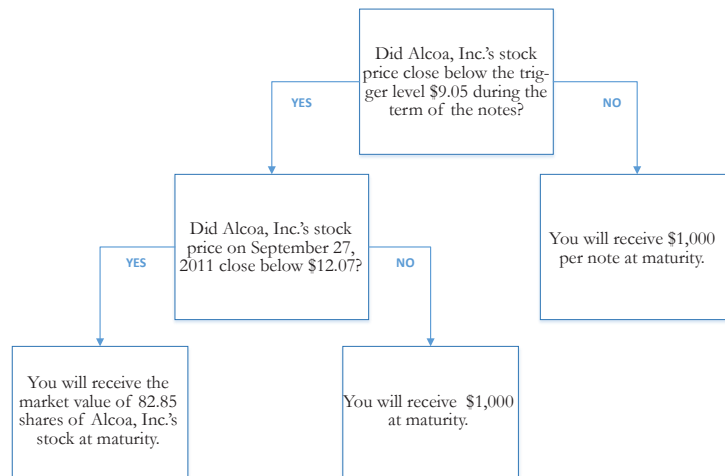 Did Alcoa, Inc.'s stock
price close below the trig-
ger level $9.05 during the
term of the notes?
YES
NO
Did Alcoa, Inc.'s stock
price on September 27,
2011 close below $12.07?
You will receive $1,000
per note at maturity.
YES
NO
You will receive the
market value of 82.85
shares of Alcoa, Inc.'s
stock at maturity.
You will receive $1,000
at maturity.